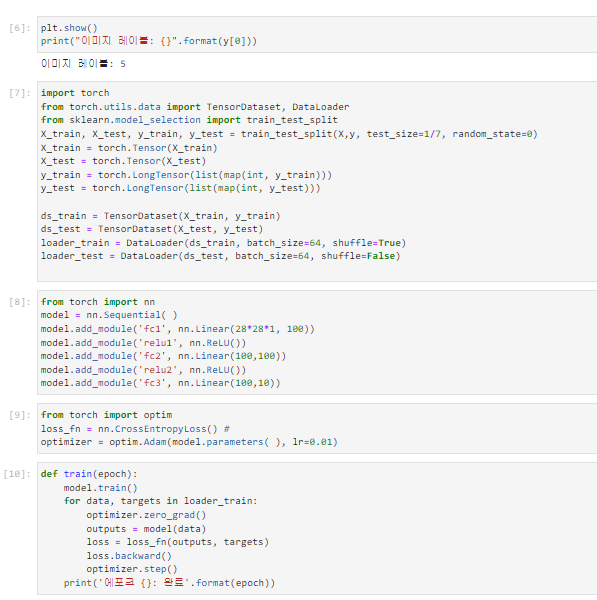 [6]: plt.show()
print("이미지 레이블: {}".format(y[0]))
이미지 레이블: 5
[7]: import torch
from torch.utils.data import TensorDataset, DataLoader
from sklearn.model_selection import train_test_split
X_train, X_test, y_train, y_test = train_test_split(X,y, test_size=1/7, random_state=0)
X_train = torch.Tensor(X_train)
X_test = torch.Tensor(X_test)
y_train = torch.LongTensor(list(map(int, y_train)))
y_test = torch.LongTensor(list(map(int, y_test)))
ds_train = TensorDataset(X_train, y_train)
ds_test = TensorDataset(X_test, y_test)
loader_train = DataLoader(ds_train, batch_size=64, shuffle=True)
loader_test = DataLoader(ds_test, batch_size=64, shuffle=False)
[8]: from torch import nn
model = nn.Sequential( )
model.add_module('fc1', nn.Linear(28*28*1, 100))
model.add_module('relu1', nn.ReLU())
model.add_module('fc2', nn.Linear(100,100))
model.add_module('relu2', nn.ReLU())
model.add_module('fc3', nn.Linear(100,10))
[9]: from torch import optim
loss_fn = nn.CrossEntropyLoss() #
optimizer = optim.Adam(model.parameters( ), lr=0.01)
[10]: def train(epoch):
    model.train()
    for data, targets in loader_train:
        optimizer.zero_grad()
        outputs = model(data)
        loss = loss_fn(outputs, targets)
        loss.backward()
        optimizer.step()
    print('에포크 {}: 완료'.format(epoch))